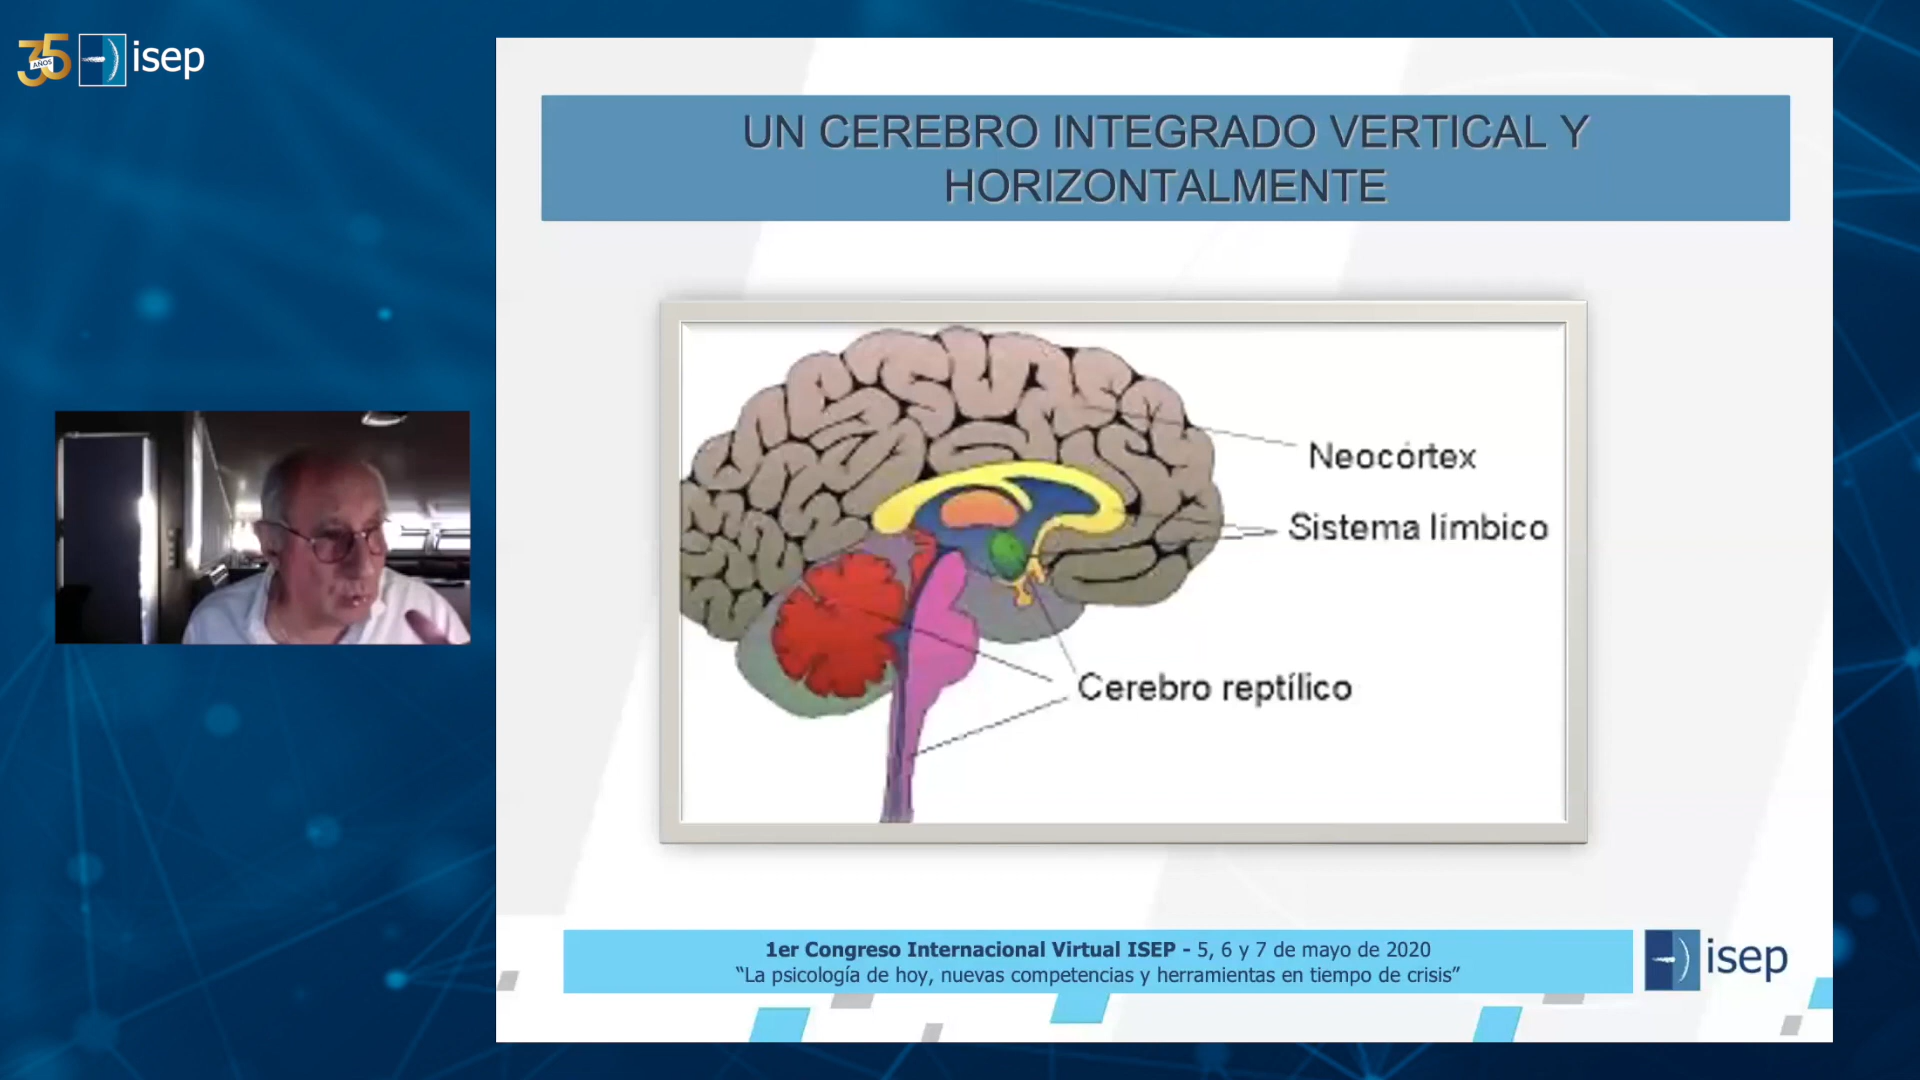 35
AÑOS
isep
UN CEREBRO INTEGRADO VERTICAL Y
HORIZONTALMENTE
Neocórtex
Sistema límbico
Cerebro reptílico
1er Congreso Internacional Virtual ISEP - 5, 6 y 7 de mayo de 2020
“La psicología de hoy, nuevas competencias y herramientas en tiempo de crisis”
isep